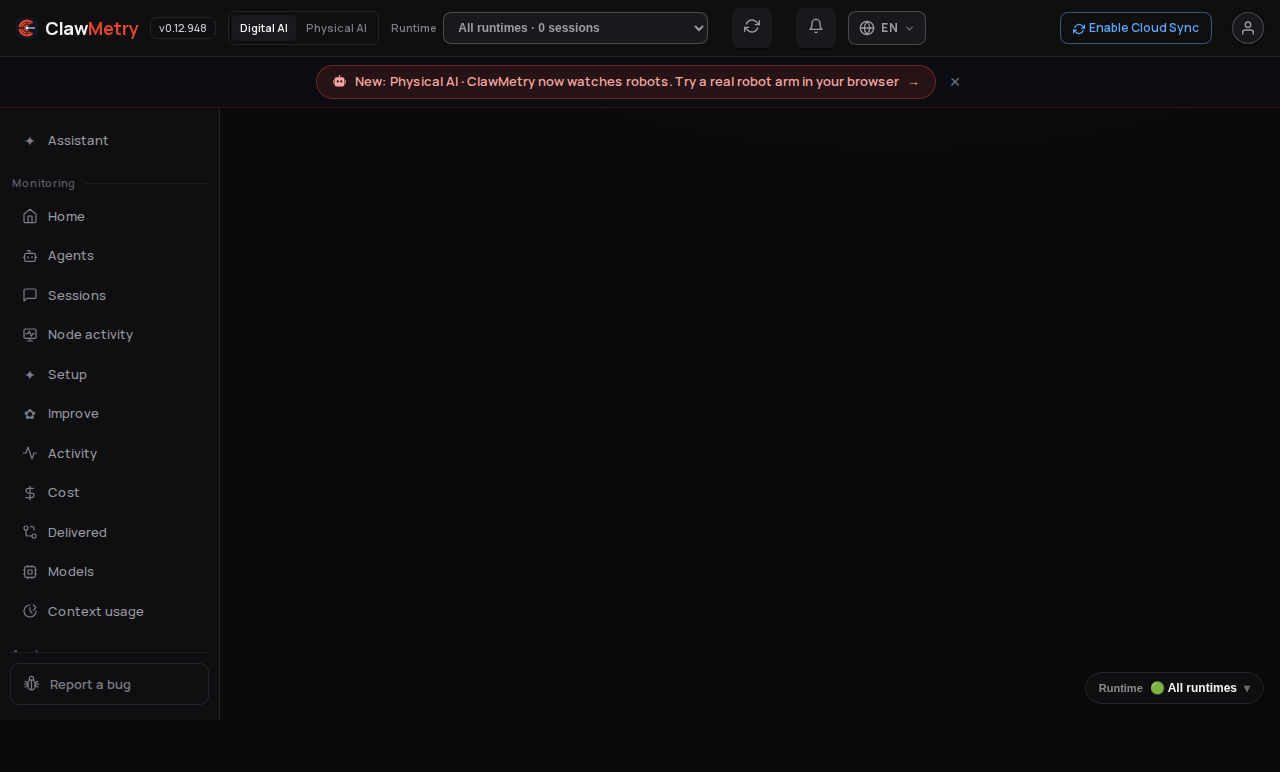 ClawMetry
v0.12.948
Digital AI
Physical AI
Runtime
All runtimes · 0 sessions
EN
Enable Cloud Sync
New: Physical AI · ClawMetry now watches robots. Try a real robot arm in your browser →
×
Assistant
Monitoring
Home
Agents
Sessions
Node activity
Setup
Improve
Activity
Cost
Delivered
Models
Context usage
Report a bug
Runtime
All runtimes